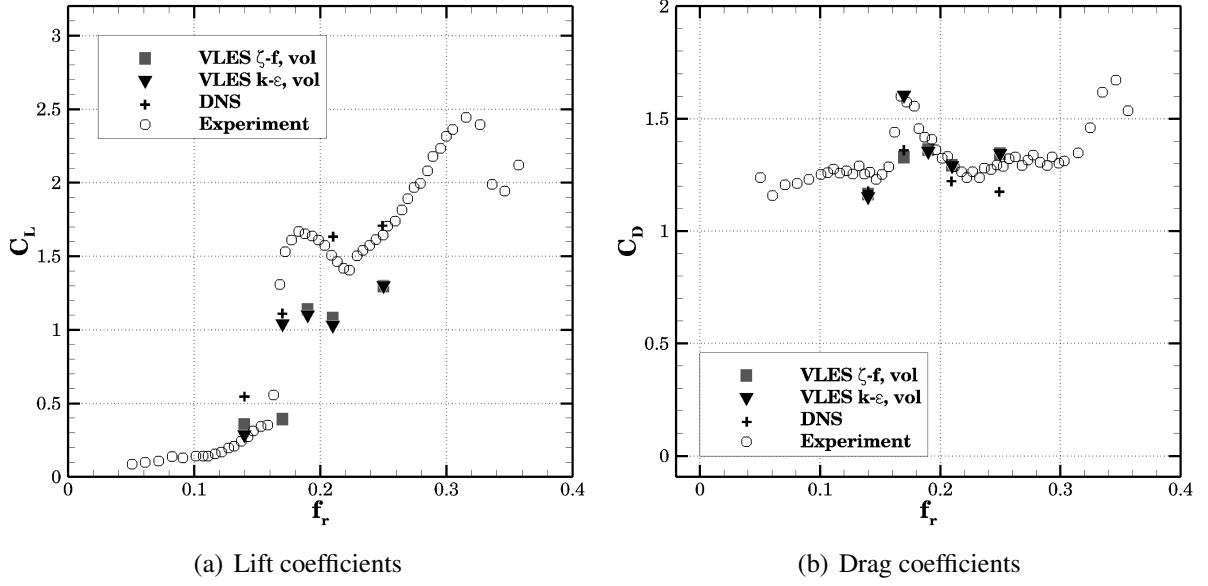 3
2.5
2
1.5
1
0.5
0
0 0.1 0.2 0.3 0.4
C_L
f_r
VLES ζ-f, vol
VLES k-ε, vol
DNS
Experiment
(a) Lift coefficients
2
1.5
1
0.5
0
0 0.1 0.2 0.3 0.4
C_D
f_r
VLES ζ-f, vol
VLES k-ε, vol
DNS
Experiment
(b) Drag coefficients